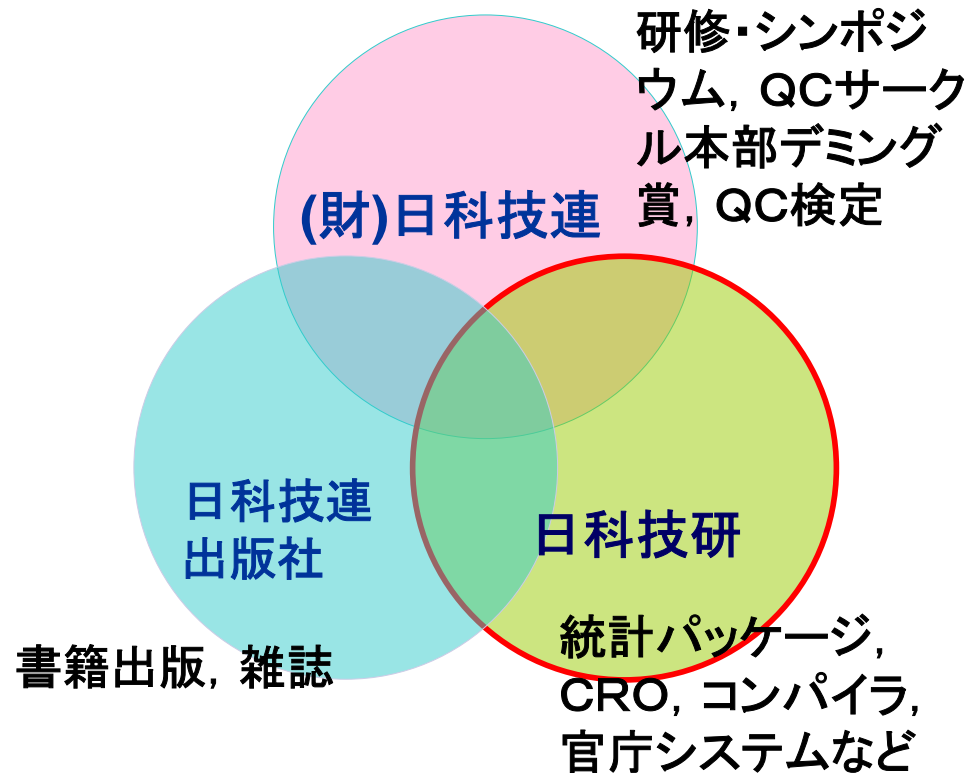 研修・シンポジ
ウム，ＱＣサーク
ル本部デミング
賞，ＱＣ検定
(財)日科技連
日科技連
出版社
日科技研
書籍出版，雑誌
統計パッケージ，
ＣＲＯ，コンパイラ，
官庁システムなど